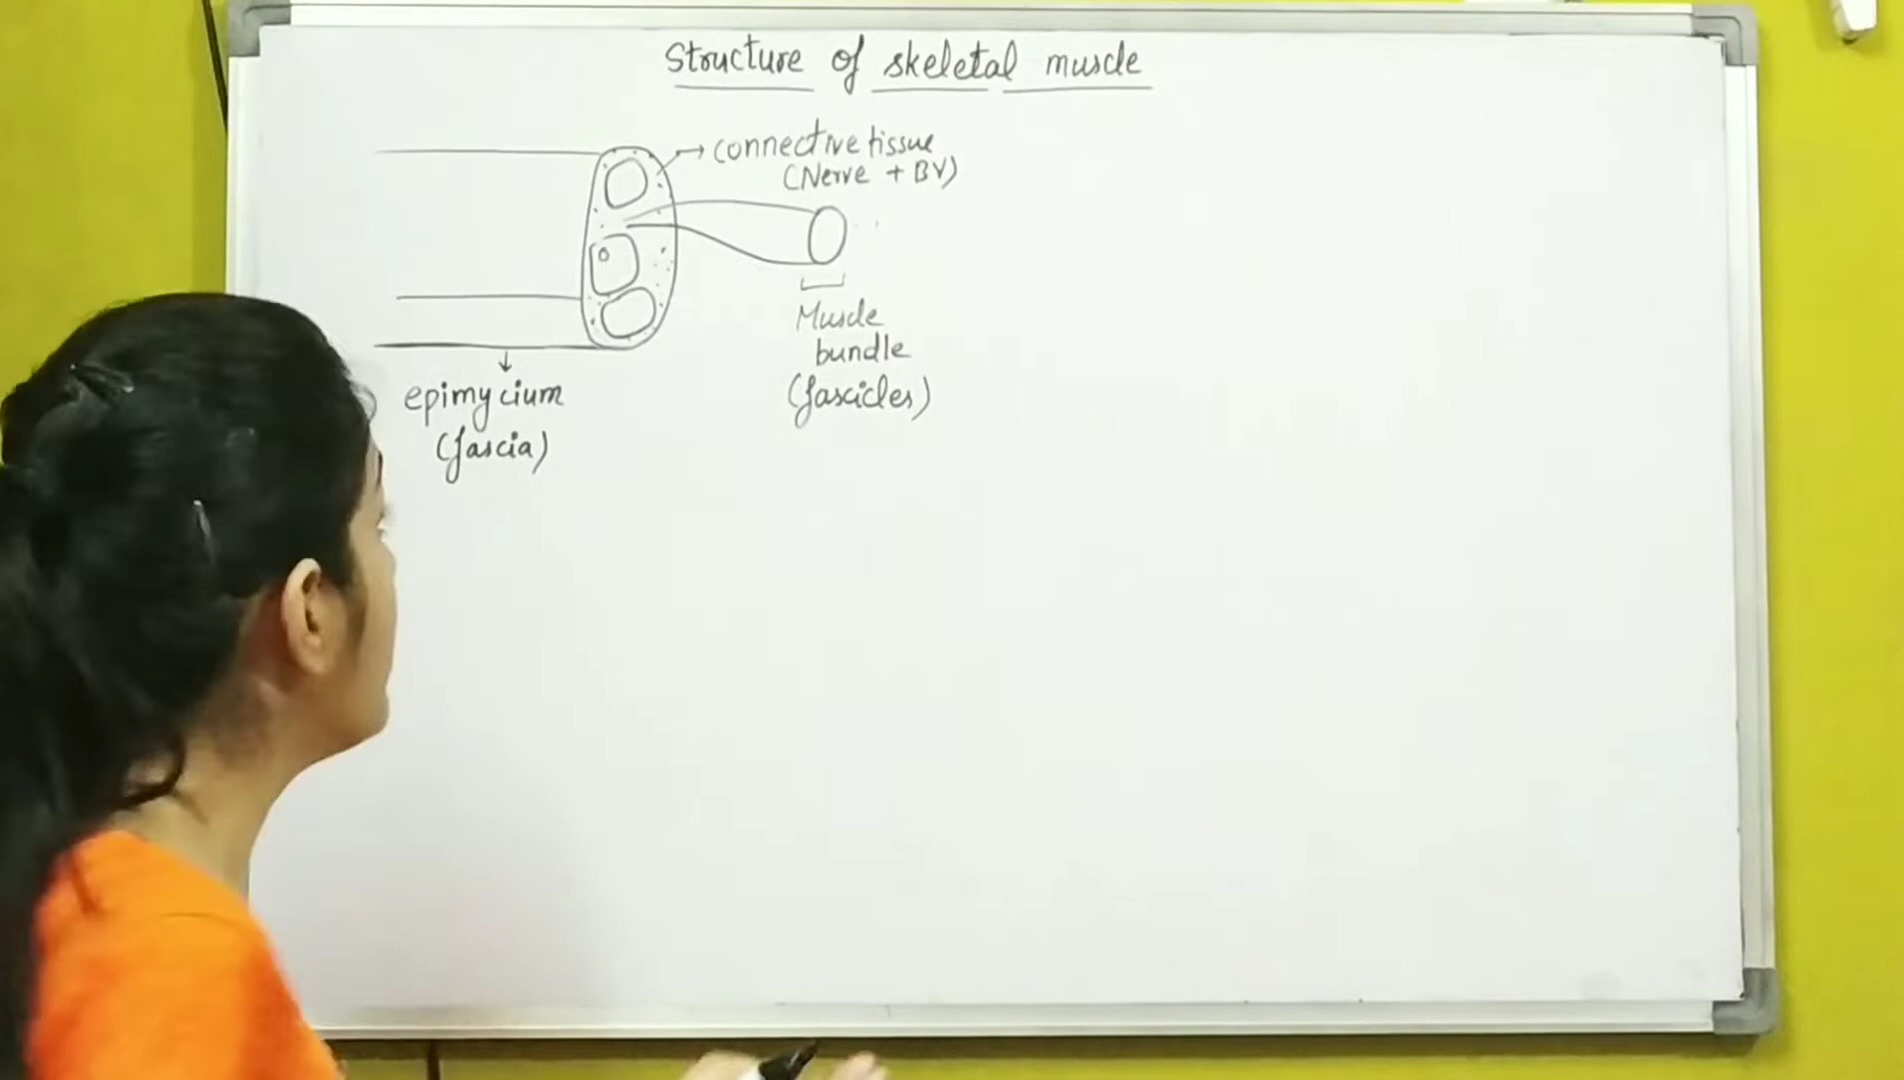 Structure of skeletal muscle
connective tissue
(Nerve + BV)
Muscle
bundle
(fascicles)
epimycium
(fascia)